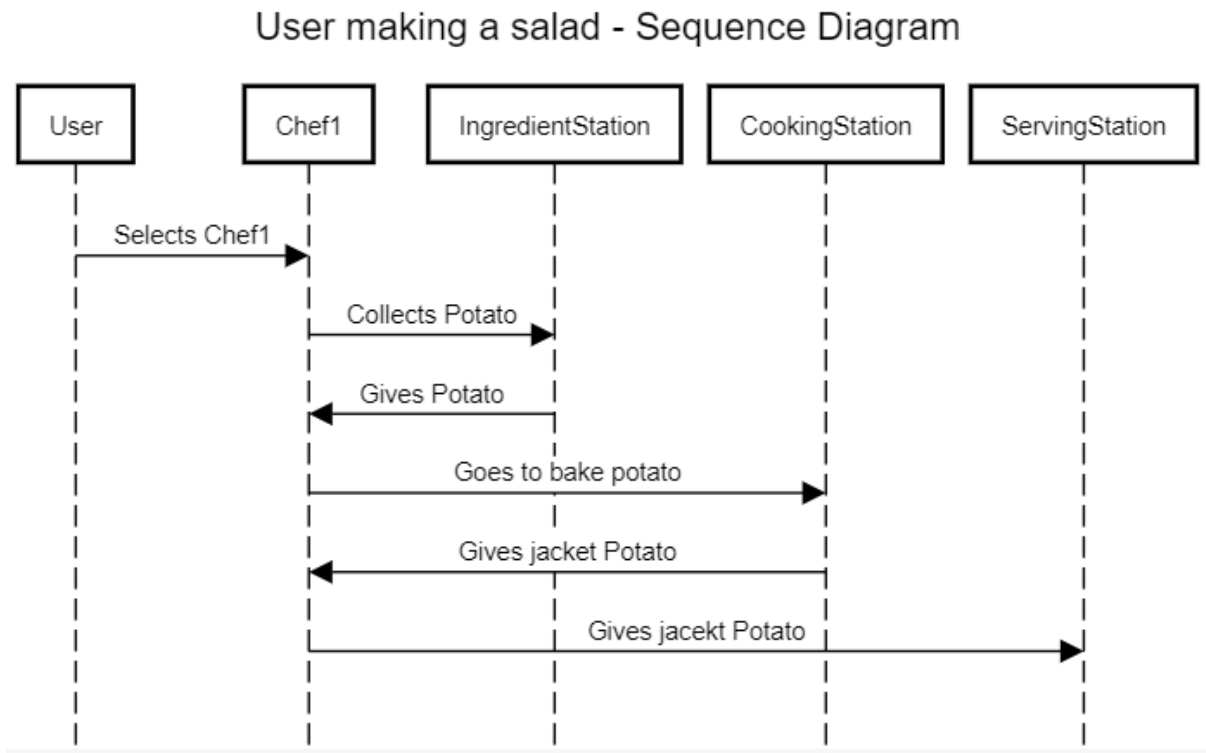 User making a salad - Sequence Diagram
User
Chef1
IngredientStation
CookingStation
ServingStation
Selects Chef1
Collects Potato
Gives Potato
Goes to bake potato
Gives jacket Potato
Gives jacekt Potato